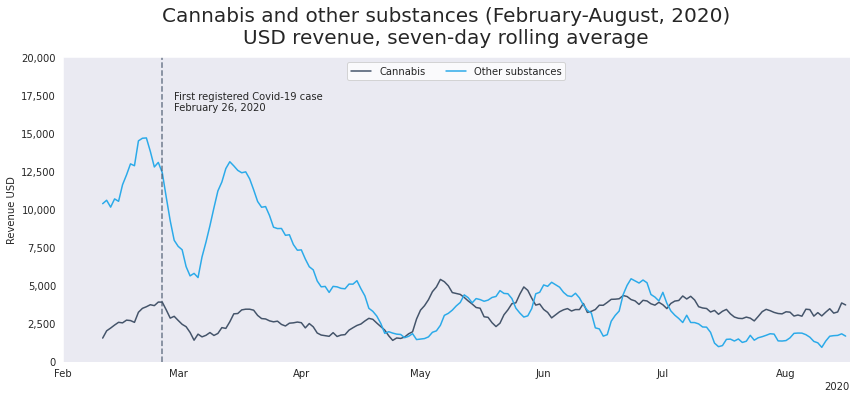 Cannabis and other substances (February-August, 2020)
USD revenue, seven-day rolling average
Cannabis
Other substances
First registered Covid-19 case
February 26, 2020
Revenue USD
20,000
17,500
15,000
12,500
10,000
7,500
5,000
2,500
0
Feb
Mar
Apr
May
Jun
Jul
Aug
2020